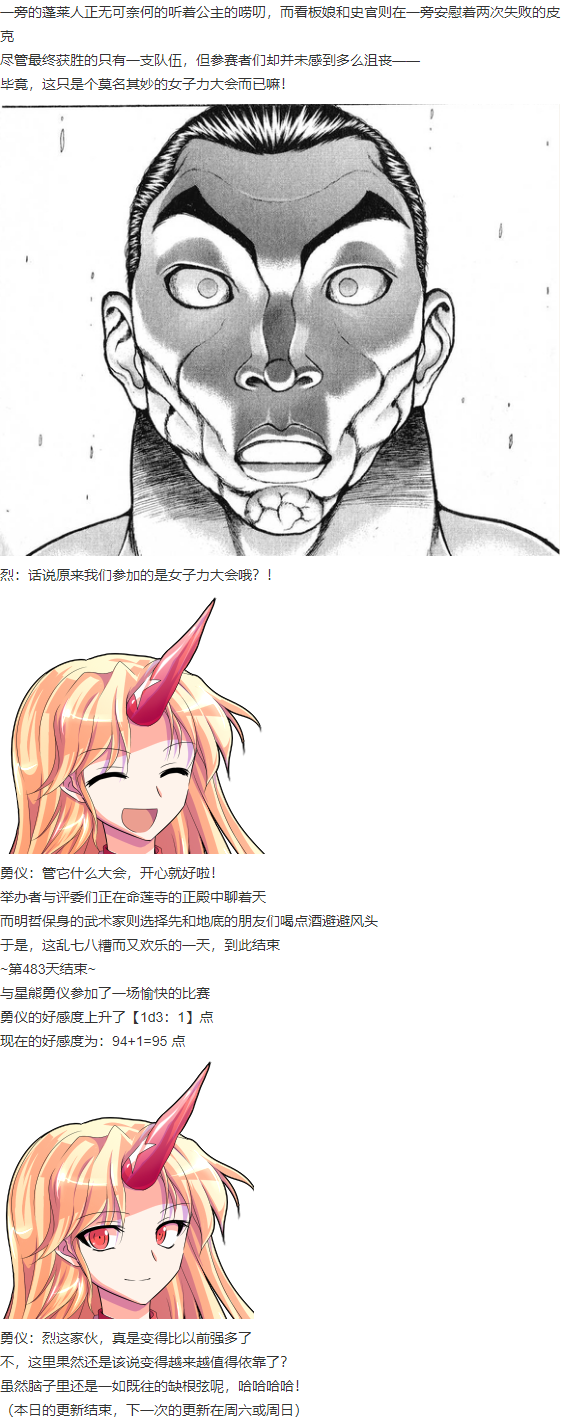 一旁的蓬莱人正无可奈何的听着公主的唠叨，而看板娘和史官则在一旁安慰着两次失败的皮
克
尽管最终获胜的只有一支队伍，但参赛者们却并未感到多么沮丧——
毕竟，这只是个莫名其妙的女子力大会而已嘛！
烈：话说原来我们参加的是女子力大会哦？！
勇仪：管它什么大会，开心就好啦！
举办者与评委们正在命莲寺的正殿中聊着天
而明哲保身的武术家则选择先和地底的朋友们喝点酒避避风头
于是，这乱七八糟而又欢乐的一天，到此结束
~第483天结束~
与星熊勇仪参加了一场愉快的比赛
勇仪的好感度上升了【1d3：1】点
现在的好感度为：94+1=95 点
勇仪：烈这家伙，真是变得比以前强多了
不，这里果然还是该说变得越来越值得依靠了？
虽然脑子里还是一如既往的缺根弦呢，哈哈哈哈！
（本日的更新结束，下一次的更新在周六或周日）